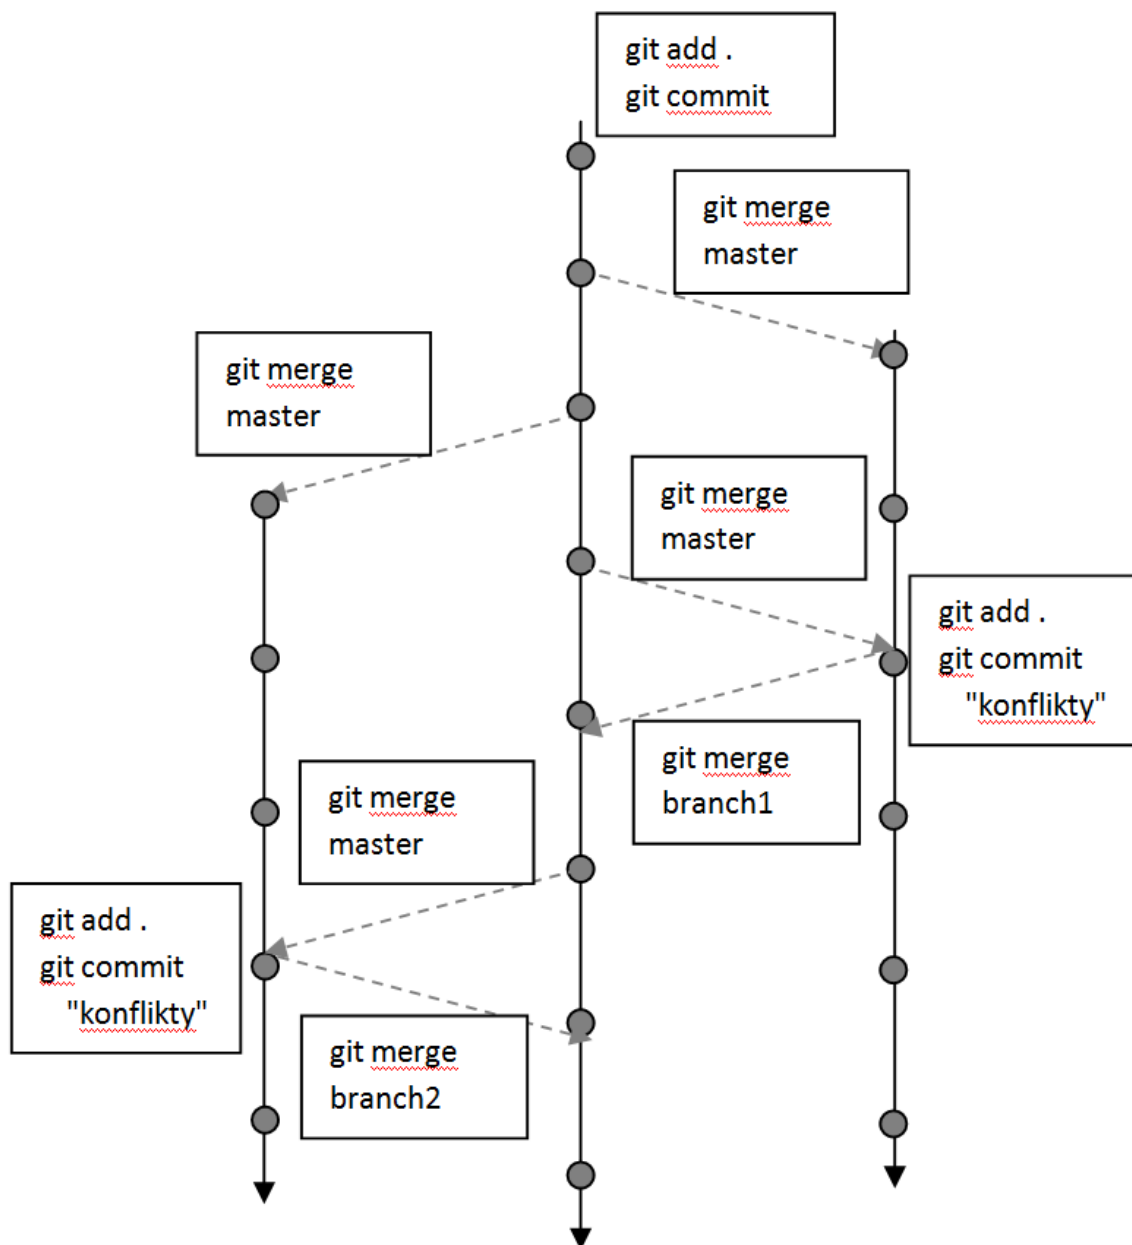 git add .
git commit
git merge
master
git merge
master
git merge
master
git add .
git commit
"konflikty"
git merge
branch1
git merge
master
git add .
git commit
"konflikty"
git merge
branch2